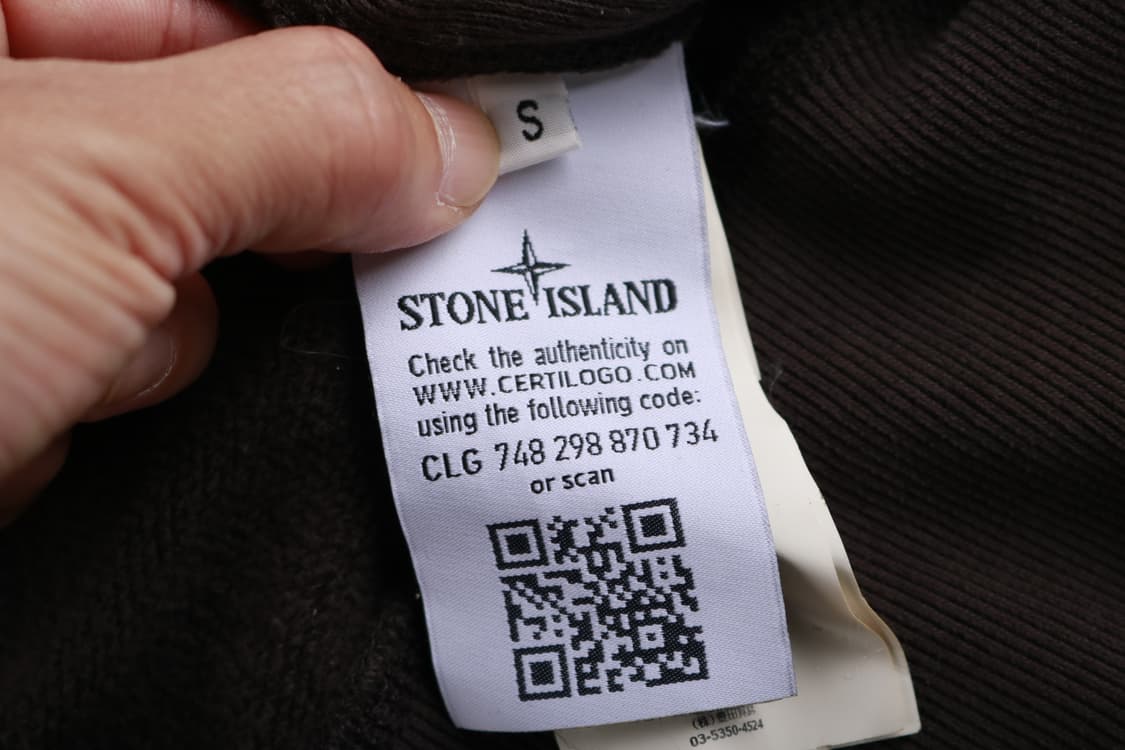 S
STONE ISLAND
Check the authenticity on
WWW.CERTILOGO.COM
using the following code:
CLG 748 298 870 734
or scan
03-5350-4524